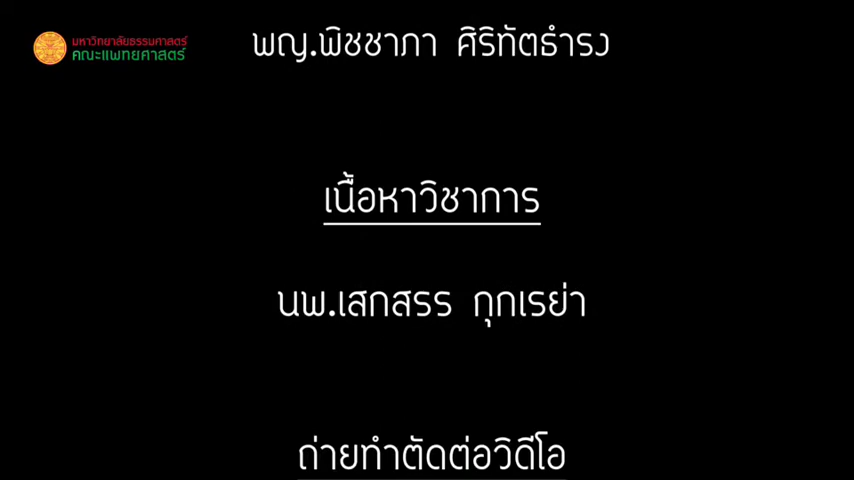 มหาวิทยาลัยธรรมศาสตร์
คณะแพทยศาสตร์
พญ.พิชชาภา ศิริทัตธำรง
เนื้อหาวิชาการ
นพ.เสกสรร กุกเรย่า
ถ่ายทำตัดต่อวิดีโอ